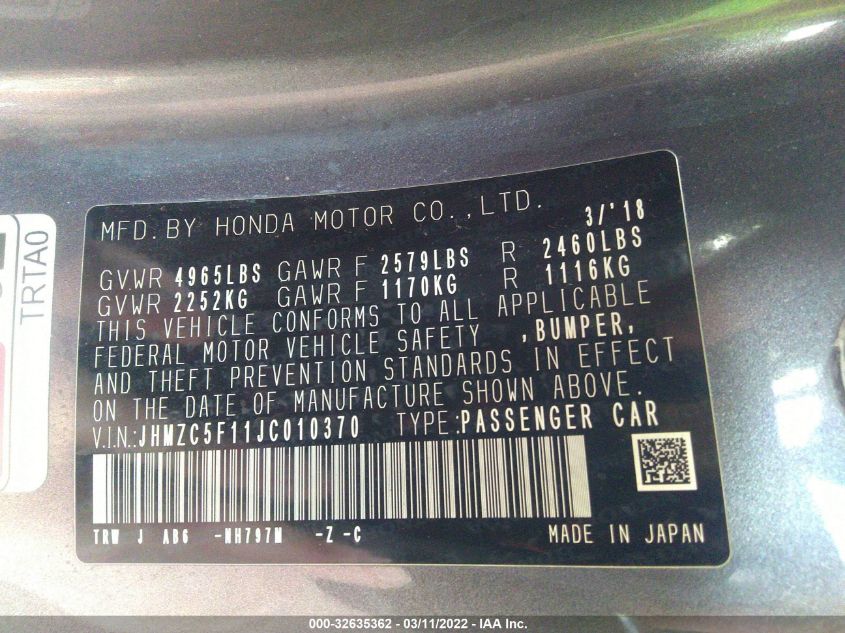 TRTA0
MFD. BY HONDA MOTOR CO.,LTD. 3/'18
GVWR 4965LBS GAWR F 2579LBS R 2460LBS
GVWR 2252KG GAWR F 1170KG R 1116KG
THIS VEHICLE CONFORMS TO ALL APPLICABLE
FEDERAL MOTOR VEHICLE SAFETY ,BUMPER,
AND THEFT PREVENTION STANDARDS IN EFFECT
ON THE DATE OF MANUFACTURE SHOWN ABOVE.
V.I.N.:JHMZC5F11JC010370 TYPE:PASSENGER CAR
TRW J AB6 -NH797M -Z -C MADE IN JAPAN
000-32635362 - 03/11/2022 - IAA Inc.